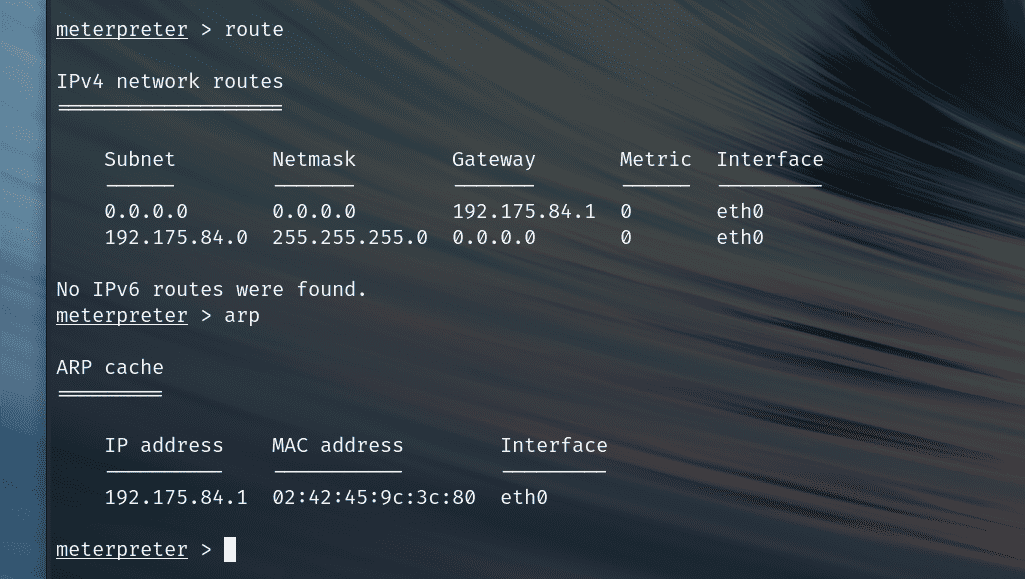 meterpreter > route
IPv4 network routes
===================
Subnet Netmask Gateway Metric Interface
------ ------- ------- ------ ---------
0.0.0.0 0.0.0.0 192.175.84.1 0 eth0
192.175.84.0 255.255.255.0 0.0.0.0 0 eth0
No IPv6 routes were found.
meterpreter > arp
ARP cache
=========
IP address MAC address Interface
---------- ----------- ---------
192.175.84.1 02:42:45:9c:3c:80 eth0
meterpreter >